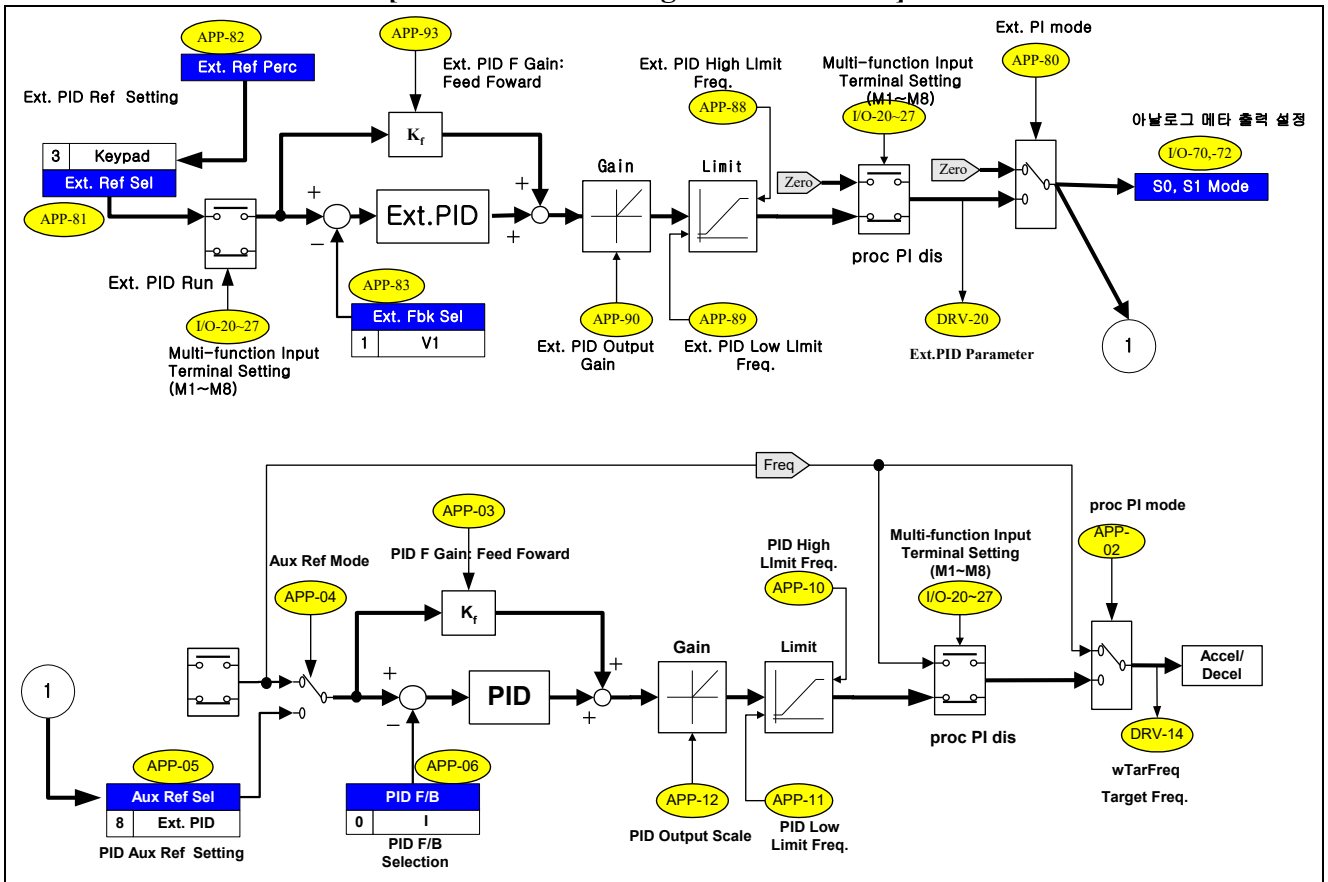 APP-82
Ext. Ref Perc
Ext. PID Ref Setting
3 Keypad
Ext. Ref Sel
APP-81
APP-93
Ext. PID F Gain:
Feed Foward
Kf
+
−
Ext.PID
+
+
Ext. PID Run
I/O-20~27
Multi-function Input
Terminal Setting
(M1~M8)
APP-83
Ext. Fbk Sel
1 V1
Gain
APP-90
Ext. PID Output
Gain
Ext. PID High LImit
Freq.
APP-88
Limit
APP-89
Ext. PID Low LImit
Freq.
Multi-function Input
Terminal Setting
(M1~M8)
I/O-20~27
Zero
proc PI dis
DRV-20
Ext.PID Parameter
Ext. PI mode
APP-80
Zero
아날로그 메타 출력 설정
I/O-70,-72
S0, S1 Mode
1
Freq
APP-03
PID F Gain: Feed Foward
Aux Ref Mode
APP-04
Kf
1
APP-05
Aux Ref Sel
8 Ext. PID
PID Aux Ref Setting
+
−
PID
+
+
APP-06
PID F/B
0 I
PID F/B
Selection
Gain
APP-12
PID Output Scale
PID High
LImit Freq.
APP-10
Limit
APP-11
PID Low
Limit Freq.
Multi-function Input
Terminal Setting
(M1~M8)
I/O-20~27
proc PI dis
proc PI mode
APP-
02
Accel/
Decel
DRV-14
wTarFreq
Target Freq.